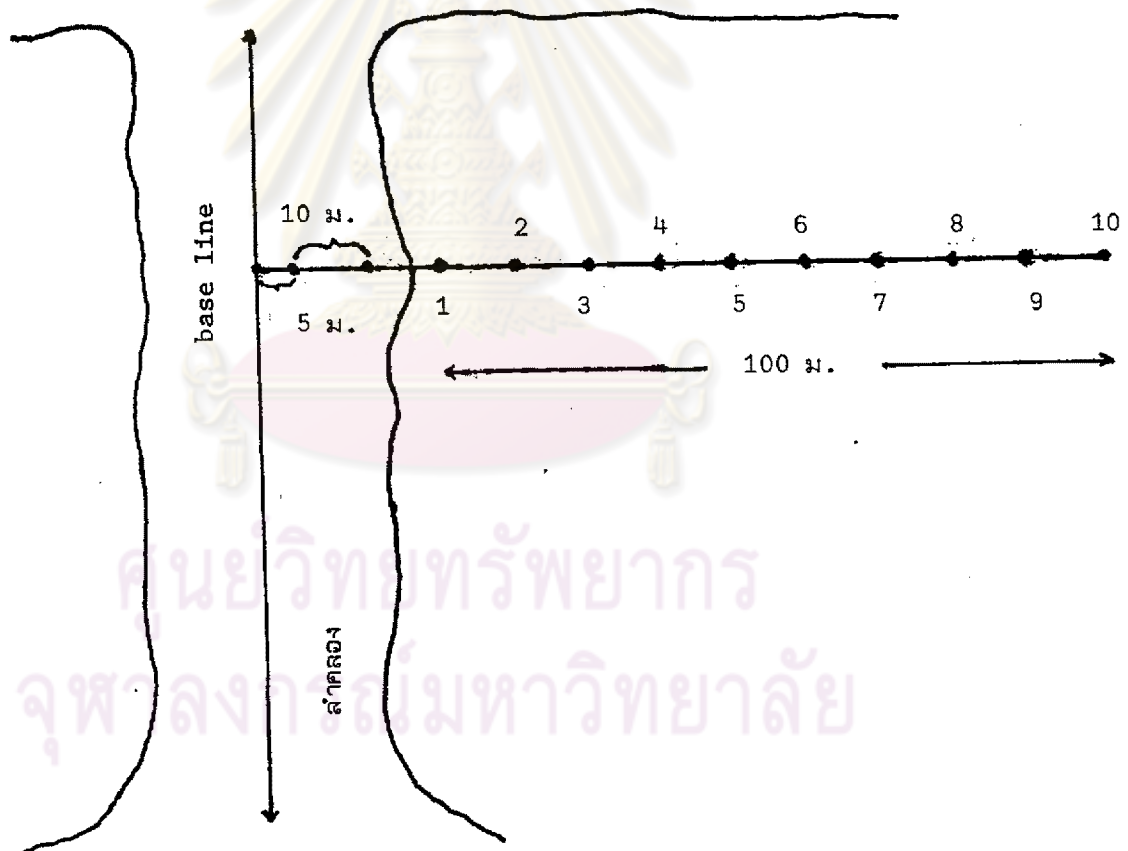 10 ม.
2
4
6
8
10
base line
5 ม.
1
3
5
7
9
100 ม.
ลำคลอง
ศูนย์วิทยทรัพยากร
จุฬาลงกรณ์มหาวิทยาลัย